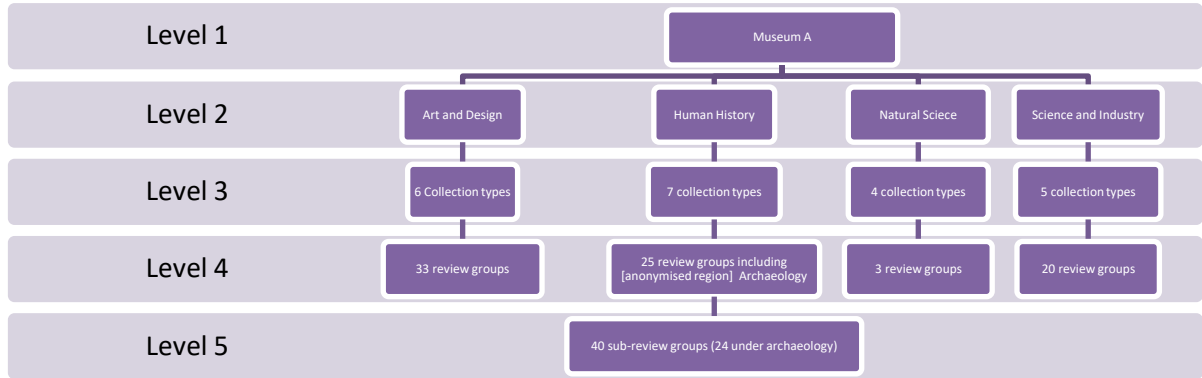 Level 1
Museum A
Level 2
Art and Design
Human History
Natural Sciece
Science and Industry
Level 3
6 Collection types
7 collection types
4 collection types
5 collection types
Level 4
33 review groups
25 review groups including
[anonymised region] Archaeology
3 review groups
20 review groups
Level 5
40 sub-review groups (24 under archaeology)